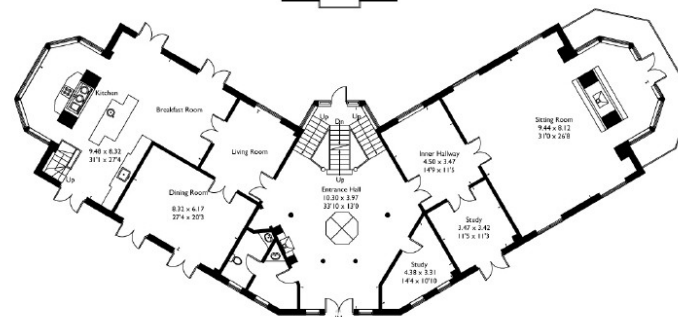 Kitchen
Breakfast Room
9.48 x 8.32
31'1 x 27'4
Up
Living Room
Dining Room
8.32 x 6.17
27'4 x 20'3
Up
Dn
Up
Up
Entrance Hall
10.30 x 3.97
33'10 x 13'0
Inner Hallway
4.50 x 3.47
14'9 x 11'5
Sitting Room
9.44 x 8.12
31'0 x 26'8
Study
3.47 x 3.42
11'5 x 11'3
Study
4.38 x 3.31
14'4 x 10'10